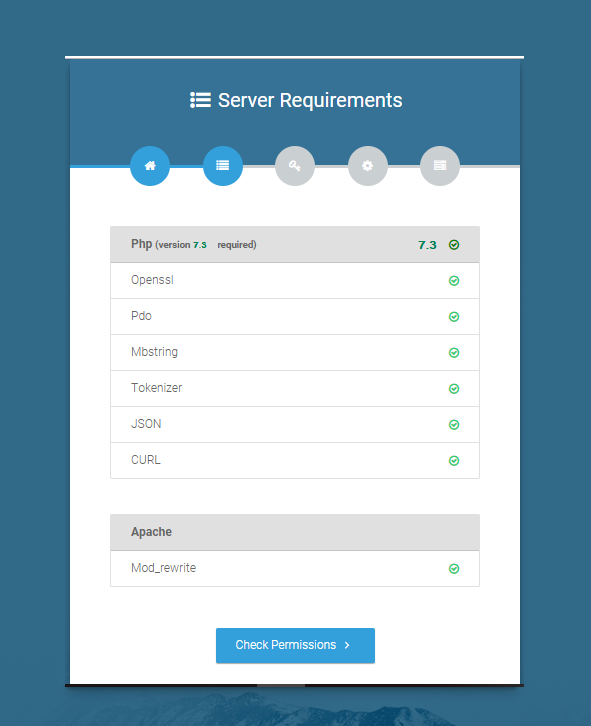 Server Requirements
Php (version 7.3 required) 7.3
Openssl
Pdo
Mbstring
Tokenizer
JSON
CURL
Apache
Mod_rewrite
Check Permissions